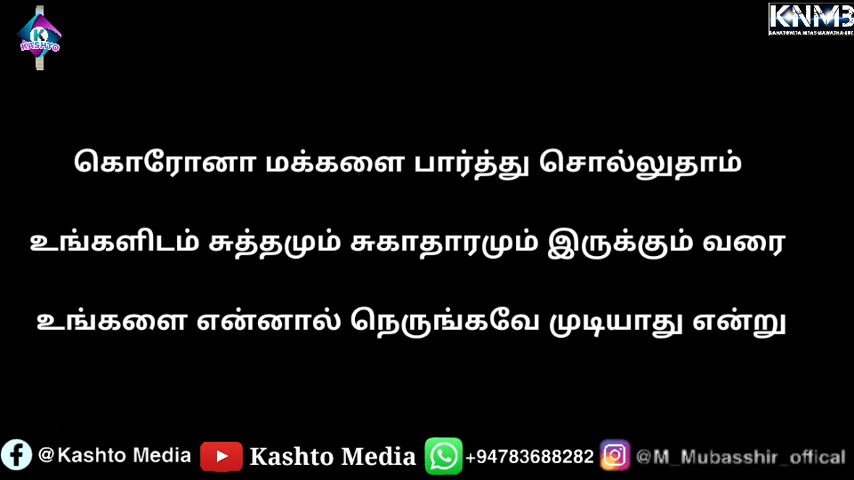 KASHTO
KNMB
கொரோனா மக்களை பார்த்து சொல்லுதாம்
உங்களிடம் சுத்தமும் சுகாதாரமும் இருக்கும் வரை
உங்களை என்னால் நெருங்கவே முடியாது என்று
@Kashto Media Kashto Media +94783688282 @M_Mubasshir_offical